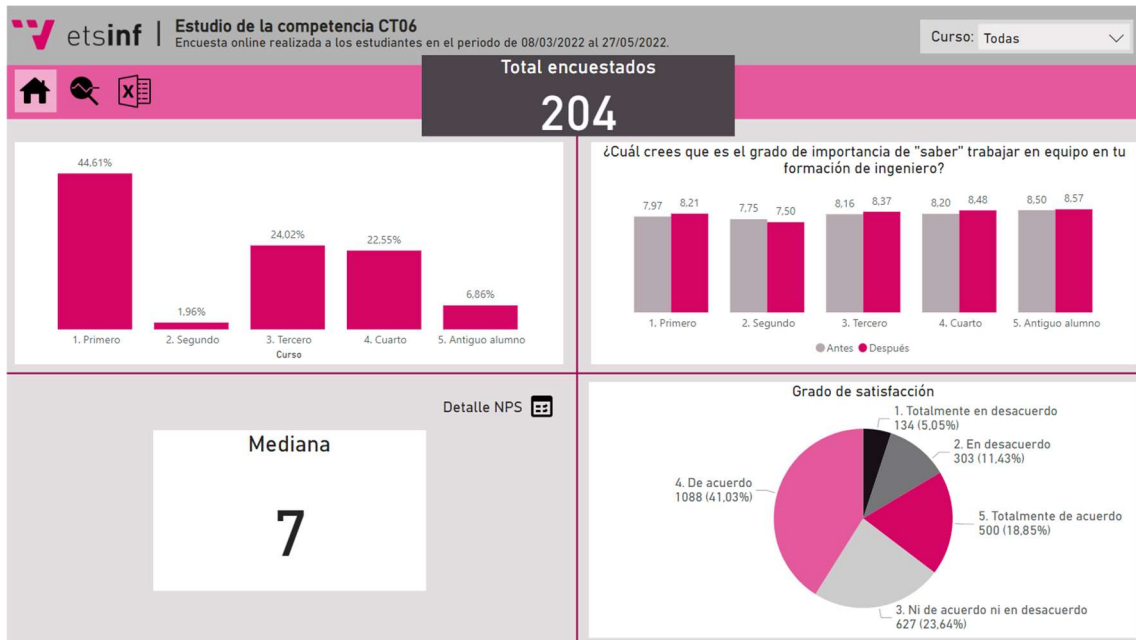 etsinf
Estudio de la competencia CT06
Encuesta online realizada a los estudiantes en el periodo de 08/03/2022 al 27/05/2022.
Curso: Todas
Total encuestados
204
44,61%
1,96%
24,02%
22,55%
6,86%
1. Primero
2. Segundo
3. Tercero
4. Cuarto
5. Antiguo alumno
Curso
¿Cuál crees que es el grado de importancia de "saber" trabajar en equipo en tu
formación de ingeniero?
7,97
8,21
7,75
7,50
8,16
8,37
8,20
8,48
8,50
8,57
1. Primero
2. Segundo
3. Tercero
4. Cuarto
5. Antiguo alumno
Antes
Después
Detalle NPS
Mediana
7
Grado de satisfacción
1. Totalmente en desacuerdo
134 (5,05%)
2. En desacuerdo
303 (11,43%)
4. De acuerdo
1088 (41,03%)
5. Totalmente de acuerdo
500 (18,85%)
3. Ni de acuerdo ni en desacuerdo
627 (23,64%)